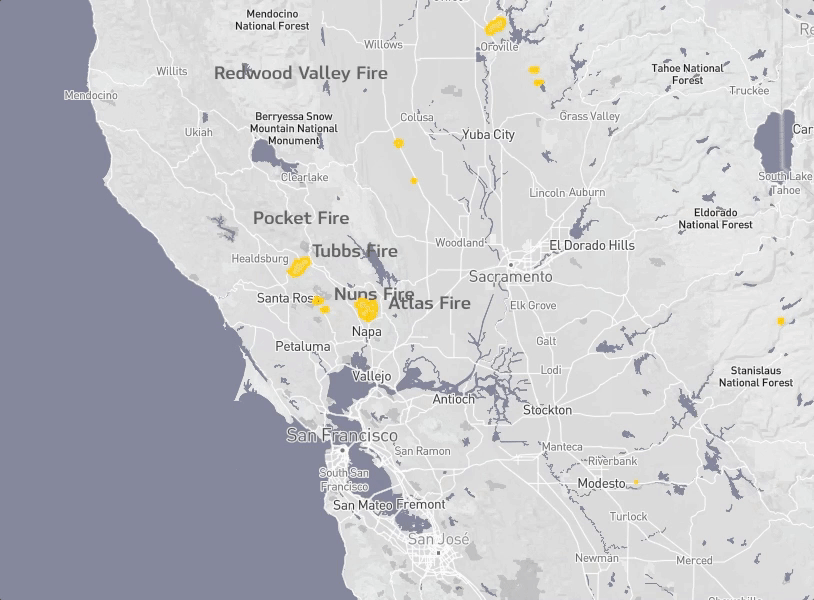 Mendocino
National Forest
Willows
Oroville
Redwood Valley Fire
Willits
Tahoe National
Forest
Truckee
Mendocino
Berryessa Snow
Mountain National
Monument
Colusa
Grass Valley
Ukiah
Yuba City
Car
Clearlake
South Lake
Tahoe
Lincoln
Auburn
Pocket Fire
Eldorado
National Forest
Tubbs Fire
Woodland
El Dorado Hills
Healdsburg
Sacramento
Santa Ros
Nuns Fire
Atlas Fire
Elk Grove
Napa
Petaluma
Galt
Vallejo
Lodi
Stanislaus
National Forest
Antioch
Stockton
San Francisco
San Ramon
Manteca
Riverbank
South San
Francisco
Modesto
San Mateo
Fremont
Turlock
San José
Newman
Merced